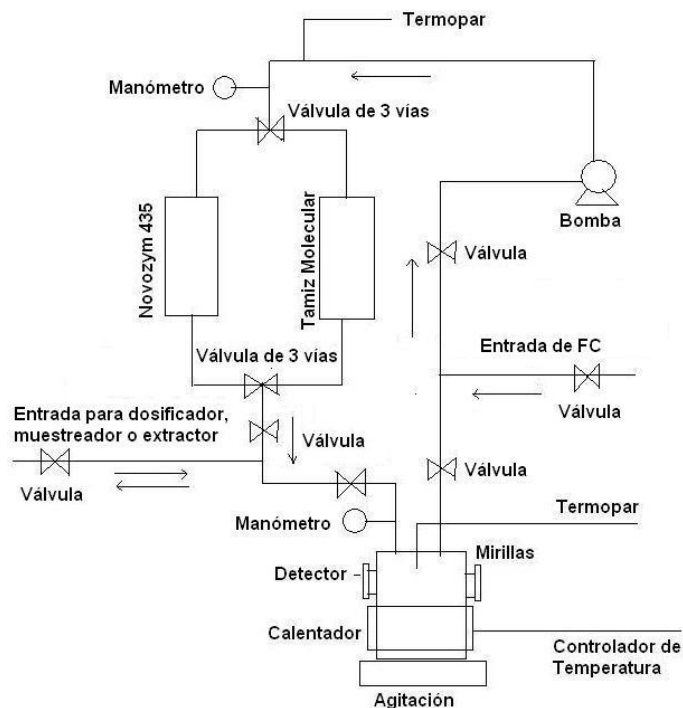 Termopar
Manómetro
Válvula de 3 vías
Bomba
Novozym 435
Tamiz Molecular
Válvula
Entrada de FC
Válvula
Válvula de 3 vías
Entrada para dosificador,
muestreador o extractor
Válvula
Válvula
Válvula
Manómetro
Termopar
Mirillas
Detector
Calentador
Controlador de
Temperatura
Agitación